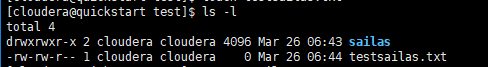 [cloudera@quickstart test]$ ls -l
total 4
drwxrwxr-x 2 cloudera cloudera 4096 Mar 26 06:43 sailas
-rw-rw-r-- 1 cloudera cloudera    0 Mar 26 06:44 testsailas.txt